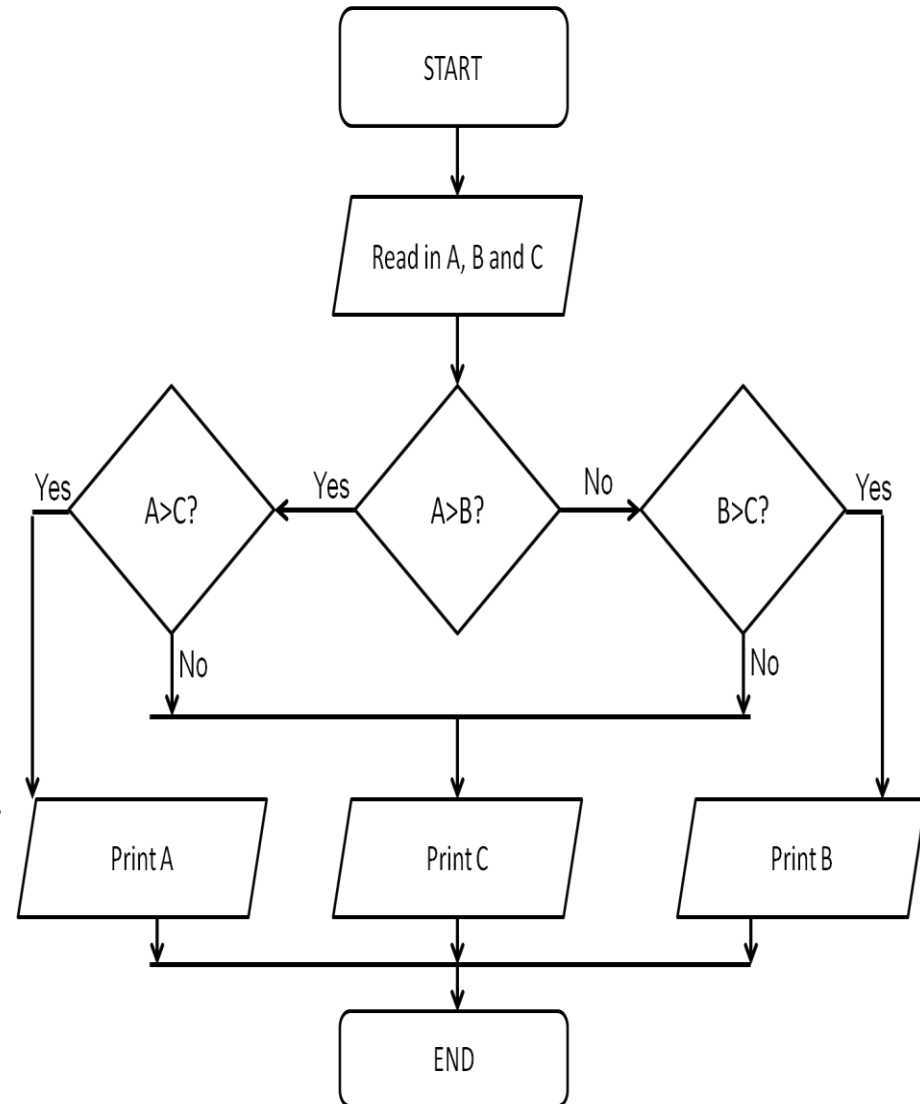 START
Read in A, B and C
Yes
A>C?
Yes
A>B?
No
B>C?
Yes
No
No
Print A
Print C
Print B
END